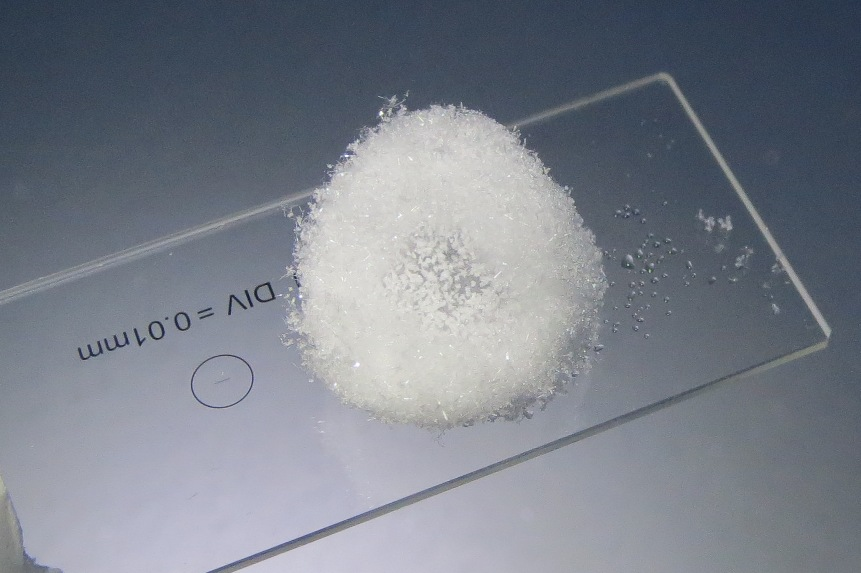 DIV = 0.01mm